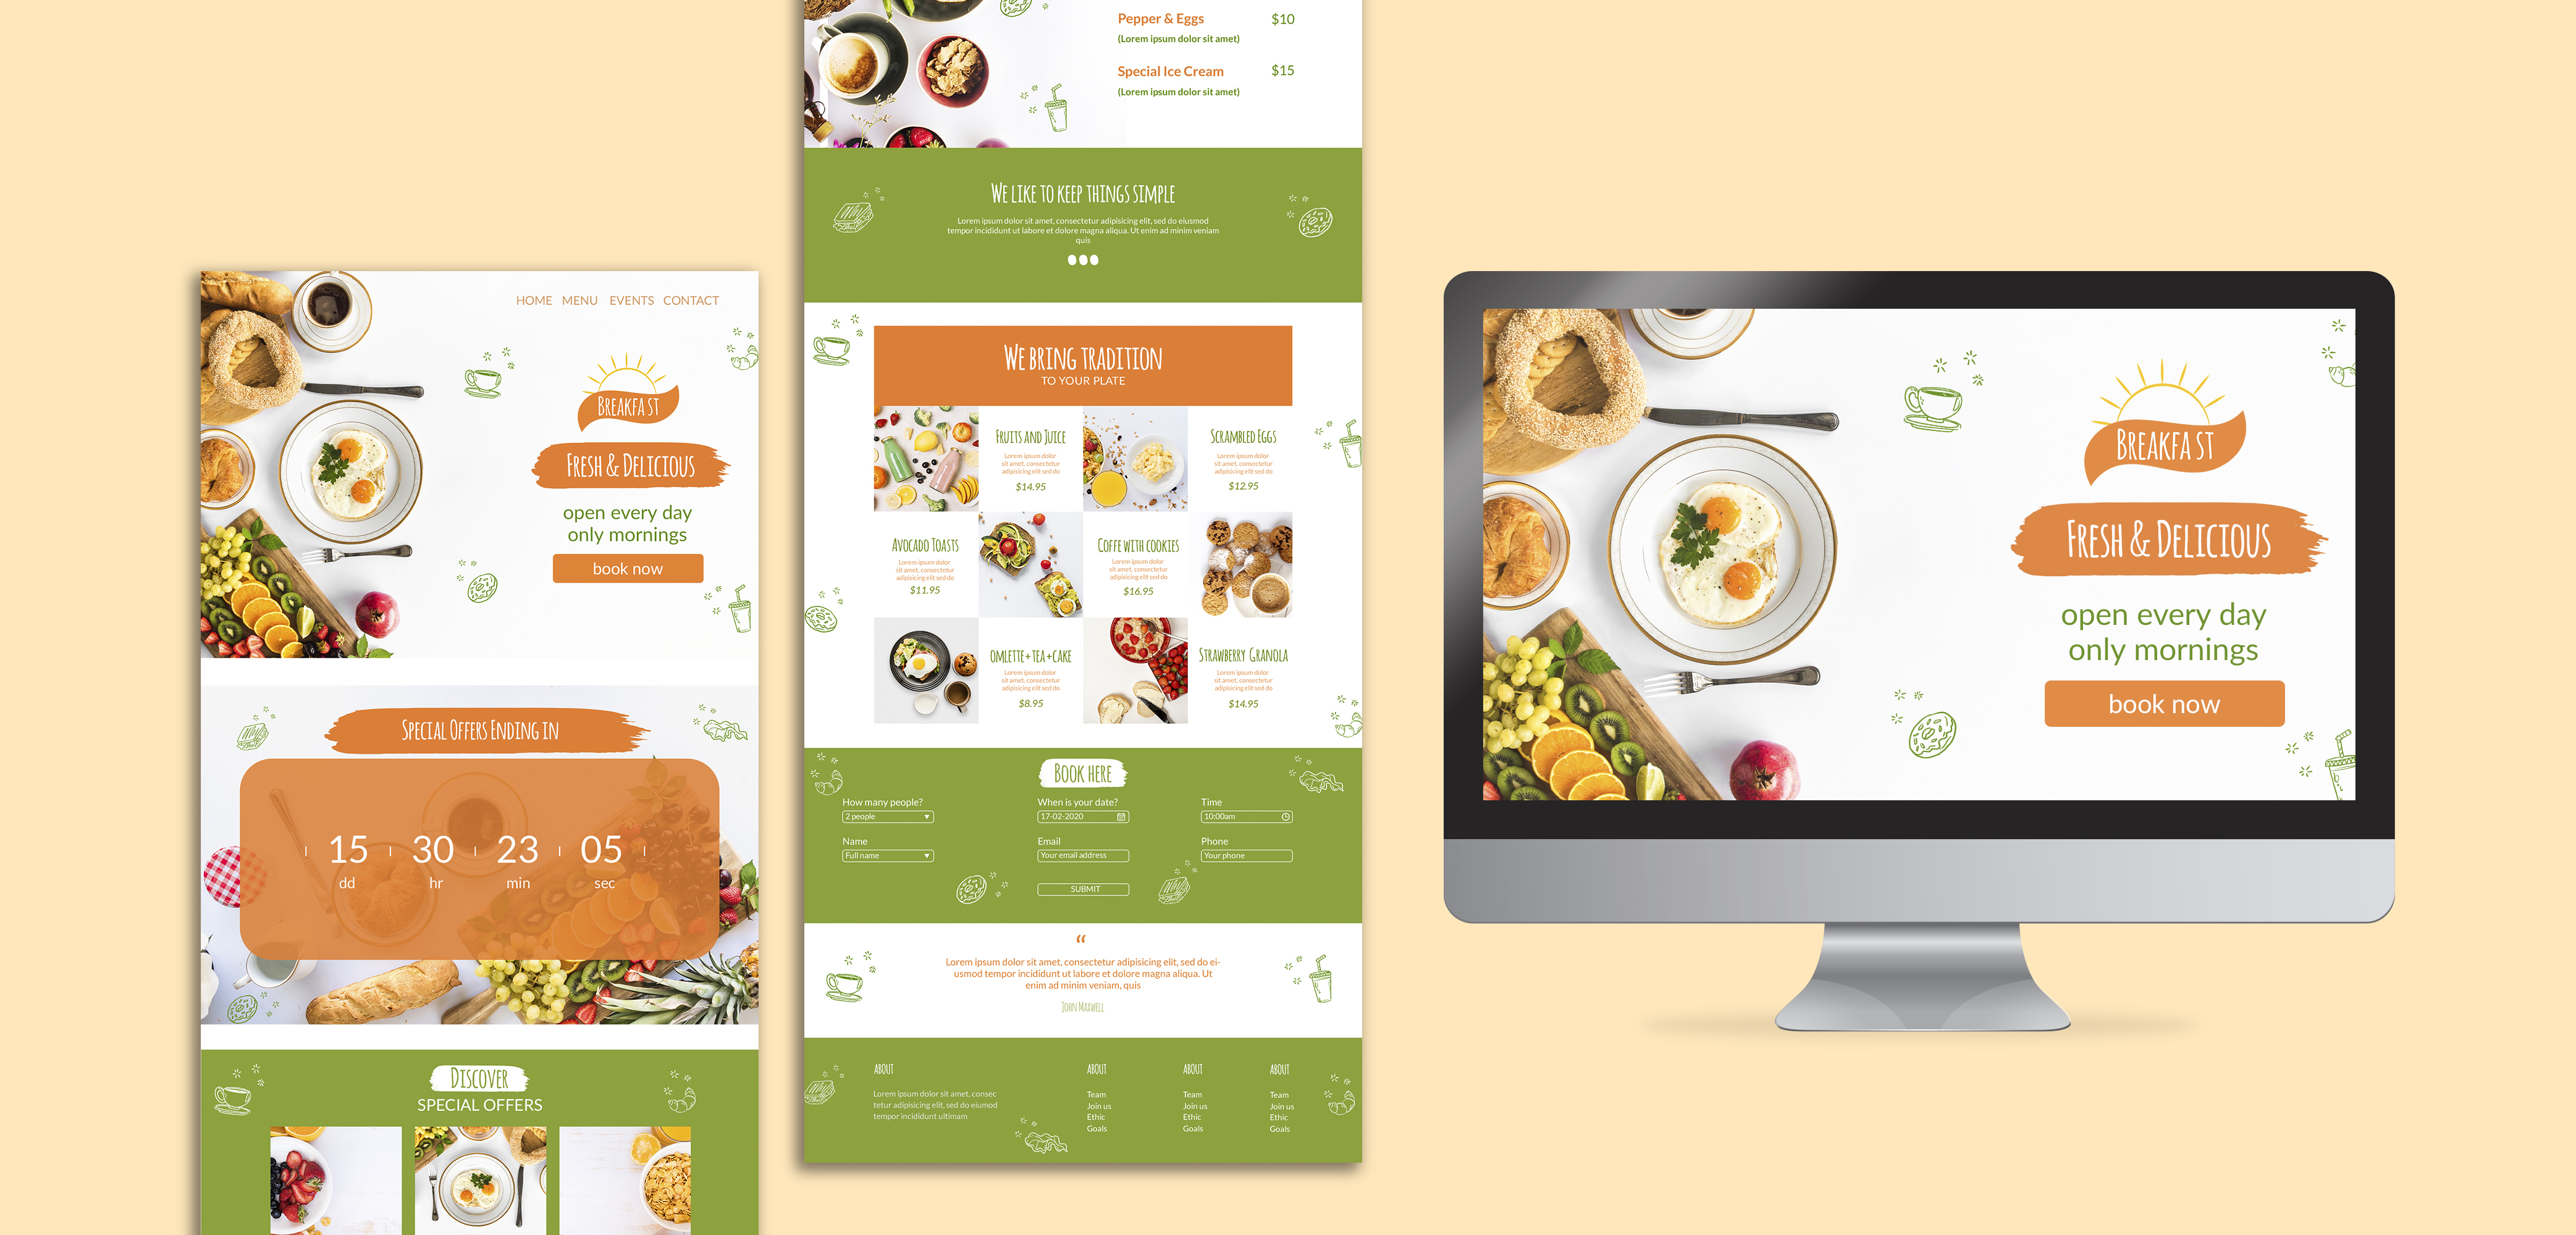 HOME MENU EVENTS CONTACT
BREAKFA ST
FRESH & DELICIOUS
open every day
only mornings
book now
SPECIAL OFFERS ENDING IN
15 30 23 05
dd hr min sec
DISCOVER
SPECIAL OFFERS
Pepper & Eggs $10
(Lorem ipsum dolor sit amet)
Special Ice Cream $15
(Lorem ipsum dolor sit amet)
WE LIKE TO KEEP THINGS SIMPLE
Lorem ipsum dolor sit amet, consectetur adipisicing elit, sed do eiusmod
tempor incididunt ut labore et dolore magna aliqua. Ut enim ad minim veniam
quis
WE BRING TRADITION
TO YOUR PLATE
FRUITS AND JUICE
Lorem ipsum dolor
sit amet, consectetur
adipisicing elit sed do
$14.95
SCRAMBLED EGGS
Lorem ipsum dolor
sit amet, consectetur
adipisicing elit sed do
$12.95
AVOCADO TOASTS
Lorem ipsum dolor
sit amet, consectetur
adipisicing elit sed do
$11.95
COFFE WITH COOKIES
Lorem ipsum dolor
sit amet, consectetur
adipisicing elit sed do
$16.95
OMLETTE+TEA+CAKE
Lorem ipsum dolor
sit amet, consectetur
adipisicing elit sed do
$8.95
STRAWBERRY GRANOLA
Lorem ipsum dolor
sit amet, consectetur
adipisicing elit sed do
$14.95
BOOK HERE
How many people? When is your date? Time
2 people 17-02-2020 10:00am
Name Email Phone
Full name Your email address Your phone
SUBMIT
“
Lorem ipsum dolor sit amet, consectetur adipisicing elit, sed do ei-
usmod tempor incididunt ut labore et dolore magna aliqua. Ut
enim ad minim veniam, quis
JOHN MAXWELL
ABOUT
Lorem ipsum dolor sit amet, consec
tetur adipisicing elit, sed do eiumod
tempor incididunt ultimam
ABOUT
Team
Join us
Ethic
Goals
ABOUT
Team
Join us
Ethic
Goals
ABOUT
Team
Join us
Ethic
Goals
BREAKFA ST
FRESH & DELICIOUS
open every day
only mornings
book now